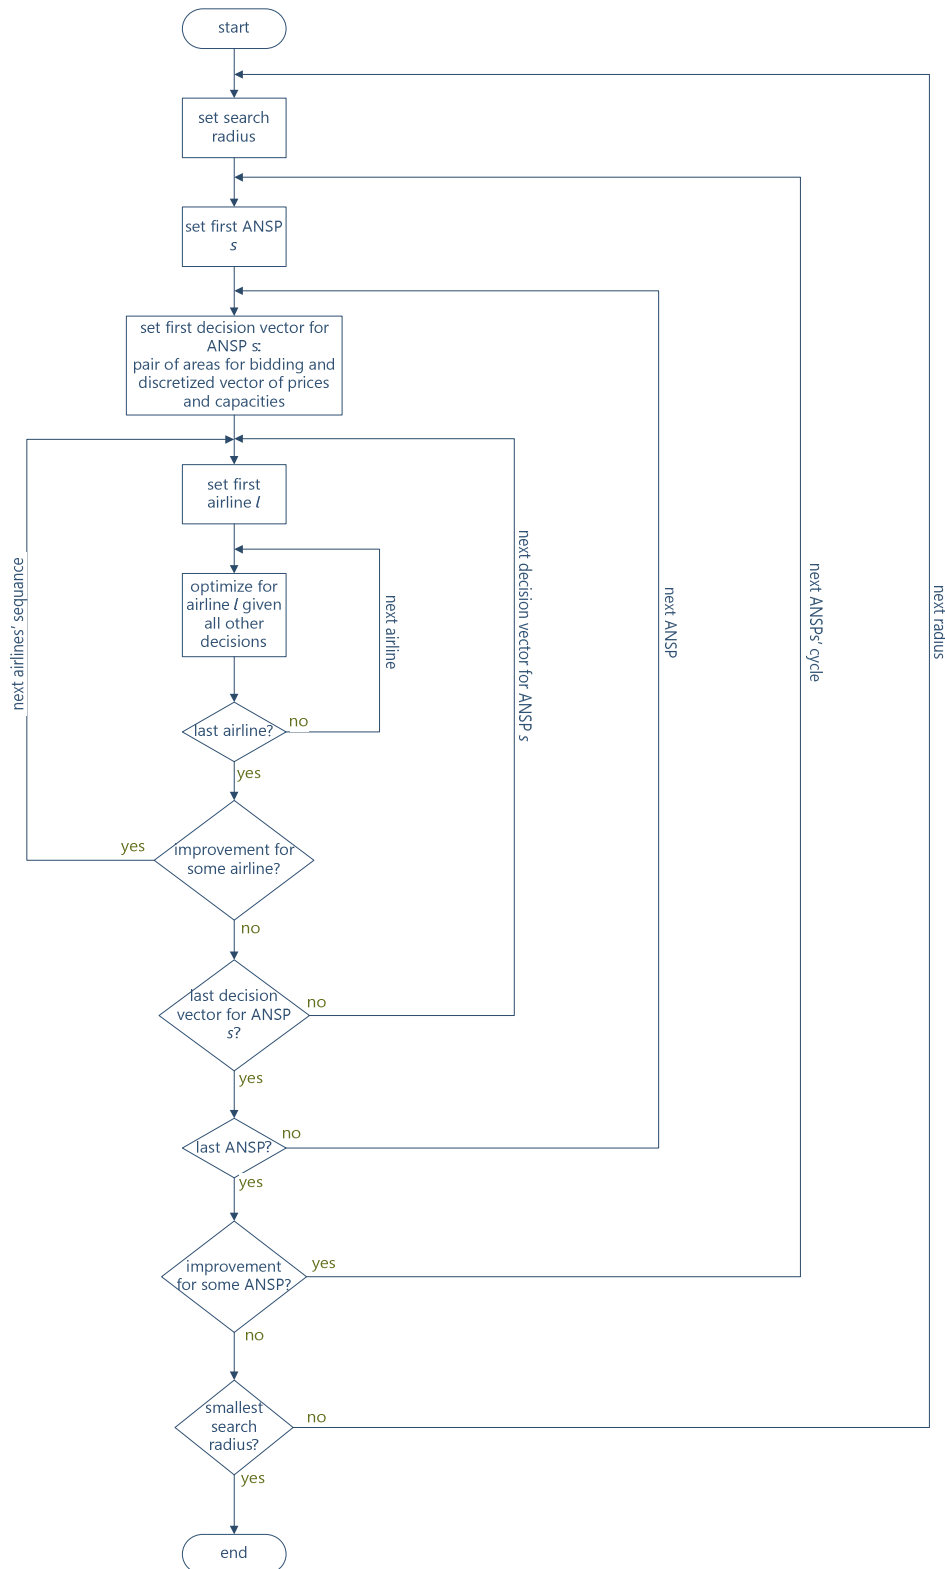 start
set search
radius
set first ANSP
s
set first decision vector for
ANSP s:
pair of areas for bidding and
discretized vector of prices
and capacities
set first
airline l
next airlines' sequance
optimize for
airline l given
all other
decisions
next airline
next decision vector for ANSP s
next ANSP
next ANSPs' cycle
next radius
last airline?
no
yes
improvement for
some airline?
yes
no
last decision
vector for ANSP
s?
no
yes
last ANSP?
no
yes
improvement
for some ANSP?
yes
no
smallest
search
radius?
no
yes
end